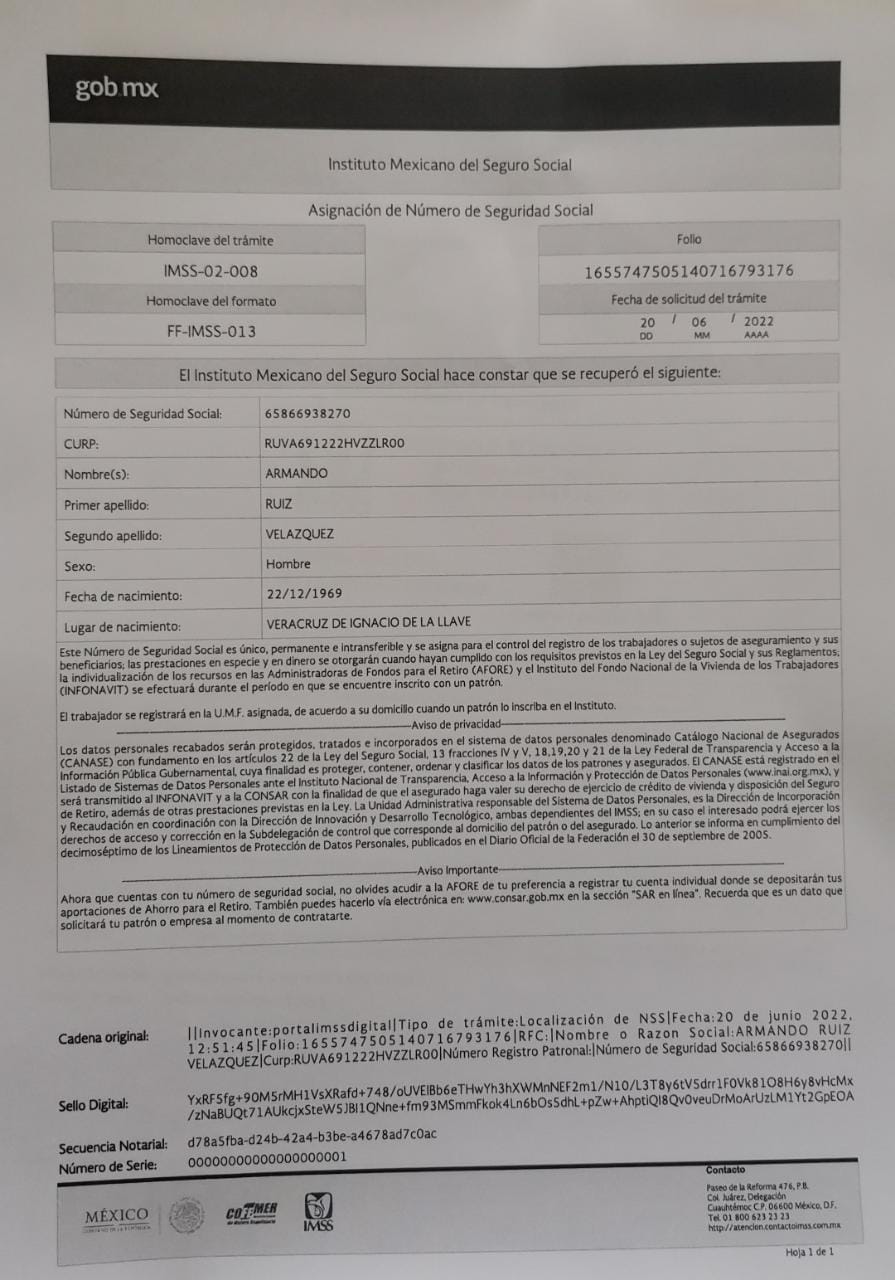 gob.mx
Instituto Mexicano del Seguro Social
Asignación de Número de Seguridad Social
Homoclave del trámite
IMSS-02-008
Homoclave del formato
FF-IMSS-013
Folio
1655747505140716793176
Fecha de solicitud del trámite
20 / 06 / 2022
DD MM AAAA
El Instituto Mexicano del Seguro Social hace constar que se recuperó el siguiente:
Número de Seguridad Social: 65866938270
CURP: RUVA691222HVZZLR00
Nombre(s): ARMANDO
Primer apellido: RUIZ
Segundo apellido: VELAZQUEZ
Sexo: Hombre
Fecha de nacimiento: 22/12/1969
Lugar de nacimiento: VERACRUZ DE IGNACIO DE LA LLAVE
Este Número de Seguridad Social es único, permanente e intransferible y se asigna para el control del registro de los trabajadores o sujetos de aseguramiento y sus
beneficiarios; las prestaciones en especie y en dinero se otorgarán cuando hayan cumplido con los requisitos previstos en la Ley del Seguro Social y sus Reglamentos;
la individualización de los recursos en las Administradoras de Fondos para el Retiro (AFORE) y el Instituto del Fondo Nacional de la Vivienda de los Trabajadores
(INFONAVIT) se efectuará durante el período en que se encuentre inscrito con un patrón.
El trabajador se registrará en la U.M.F. asignada, de acuerdo a su domicilio cuando un patrón lo inscriba en el Instituto.
Aviso de privacidad
Los datos personales recabados serán protegidos, tratados e incorporados en el sistema de datos personales denominado Catálogo Nacional de Asegurados
(CANASE) con fundamento en los artículos 22 de la Ley del Seguro Social, 13 fracciones IV y V, 18,19,20 y 21 de la Ley Federal de Transparencia y Acceso a la
Información Pública Gubernamental, cuya finalidad es proteger, contener, ordenar y clasificar los datos de los patrones y asegurados. El CANASE está registrado en el
Listado de Sistemas de Datos Personales ante el Instituto Nacional de Transparencia, Acceso a la Información y Protección de Datos Personales (www.inai.org.mx), y
será transmitido al INFONAVIT y a la CONSAR con la finalidad de que el asegurado haga valer su derecho de ejercicio de crédito de vivienda y disposición del Seguro
de Retiro, además de otras prestaciones previstas en la Ley. La Unidad Administrativa responsable del Sistema de Datos Personales, es la Dirección de Incorporación
y Recaudación en coordinación con la Dirección de Innovación y Desarrollo Tecnológico, ambas dependientes del IMSS; en su caso el interesado podrá ejercer los
derechos de acceso y corrección en la Subdelegación de control que corresponde al domicilio del patrón o del asegurado. Lo anterior se informa en cumplimiento del
decimoséptimo de los Lineamientos de Protección de Datos Personales, publicados en el Diario Oficial de la Federación el 30 de septiembre de 2005.
Aviso Importante
Ahora que cuentas con tu número de seguridad social, no olvides acudir a la AFORE de tu preferencia a registrar tu cuenta individual donde se depositarán tus
aportaciones de Ahorro para el Retiro. También puedes hacerlo vía electrónica en: www.consar.gob.mx en la sección "SAR en línea". Recuerda que es un dato que
solicitará tu patrón o empresa al momento de contratarte.
Cadena original: ||Invocante:portalimssdigital|Tipo de trámite:Localización de NSS|Fecha:20 de junio 2022,
12:51:45|Folio:1655747505140716793176|RFC:|Nombre o Razon Social:ARMANDO RUIZ
VELAZQUEZ|Curp:RUVA691222HVZZLR00|Número Registro Patronal:|Número de Seguridad Social:65866938270||
Sello Digital: YxRF5fg+90M5rMH1VsXRafd+748/oUVEIBb6eTHwYh3hXWMnNEF2m1/N10/L3T8y6tV5drr1F0Vk81O8H6y8vHcMx
/zNaBUQt71AUkcjxSteW5JBI1QNne+fm93MSmmFkok4Ln6bOs5dhL+pZw+AhptiQI8Qv0veuDrMoArUzLM1Yt2GpEOA
Secuencia Notarial: d78a5fba-d24b-42a4-b3be-a4678ad7c0ac
Número de Serie: 00000000000000000001
MÉXICO
GOBIERNO DE LA REPÚBLICA
COFEMER
IMSS
Contacto
Paseo de la Reforma 476, P.B.
Col. Juárez, Delegación
Cuauhtémoc C.P. 06600 México, D.F.
Tel. 01 800 623 23 23
http://atencion.contactoimss.com.mx
Hoja 1 de 1